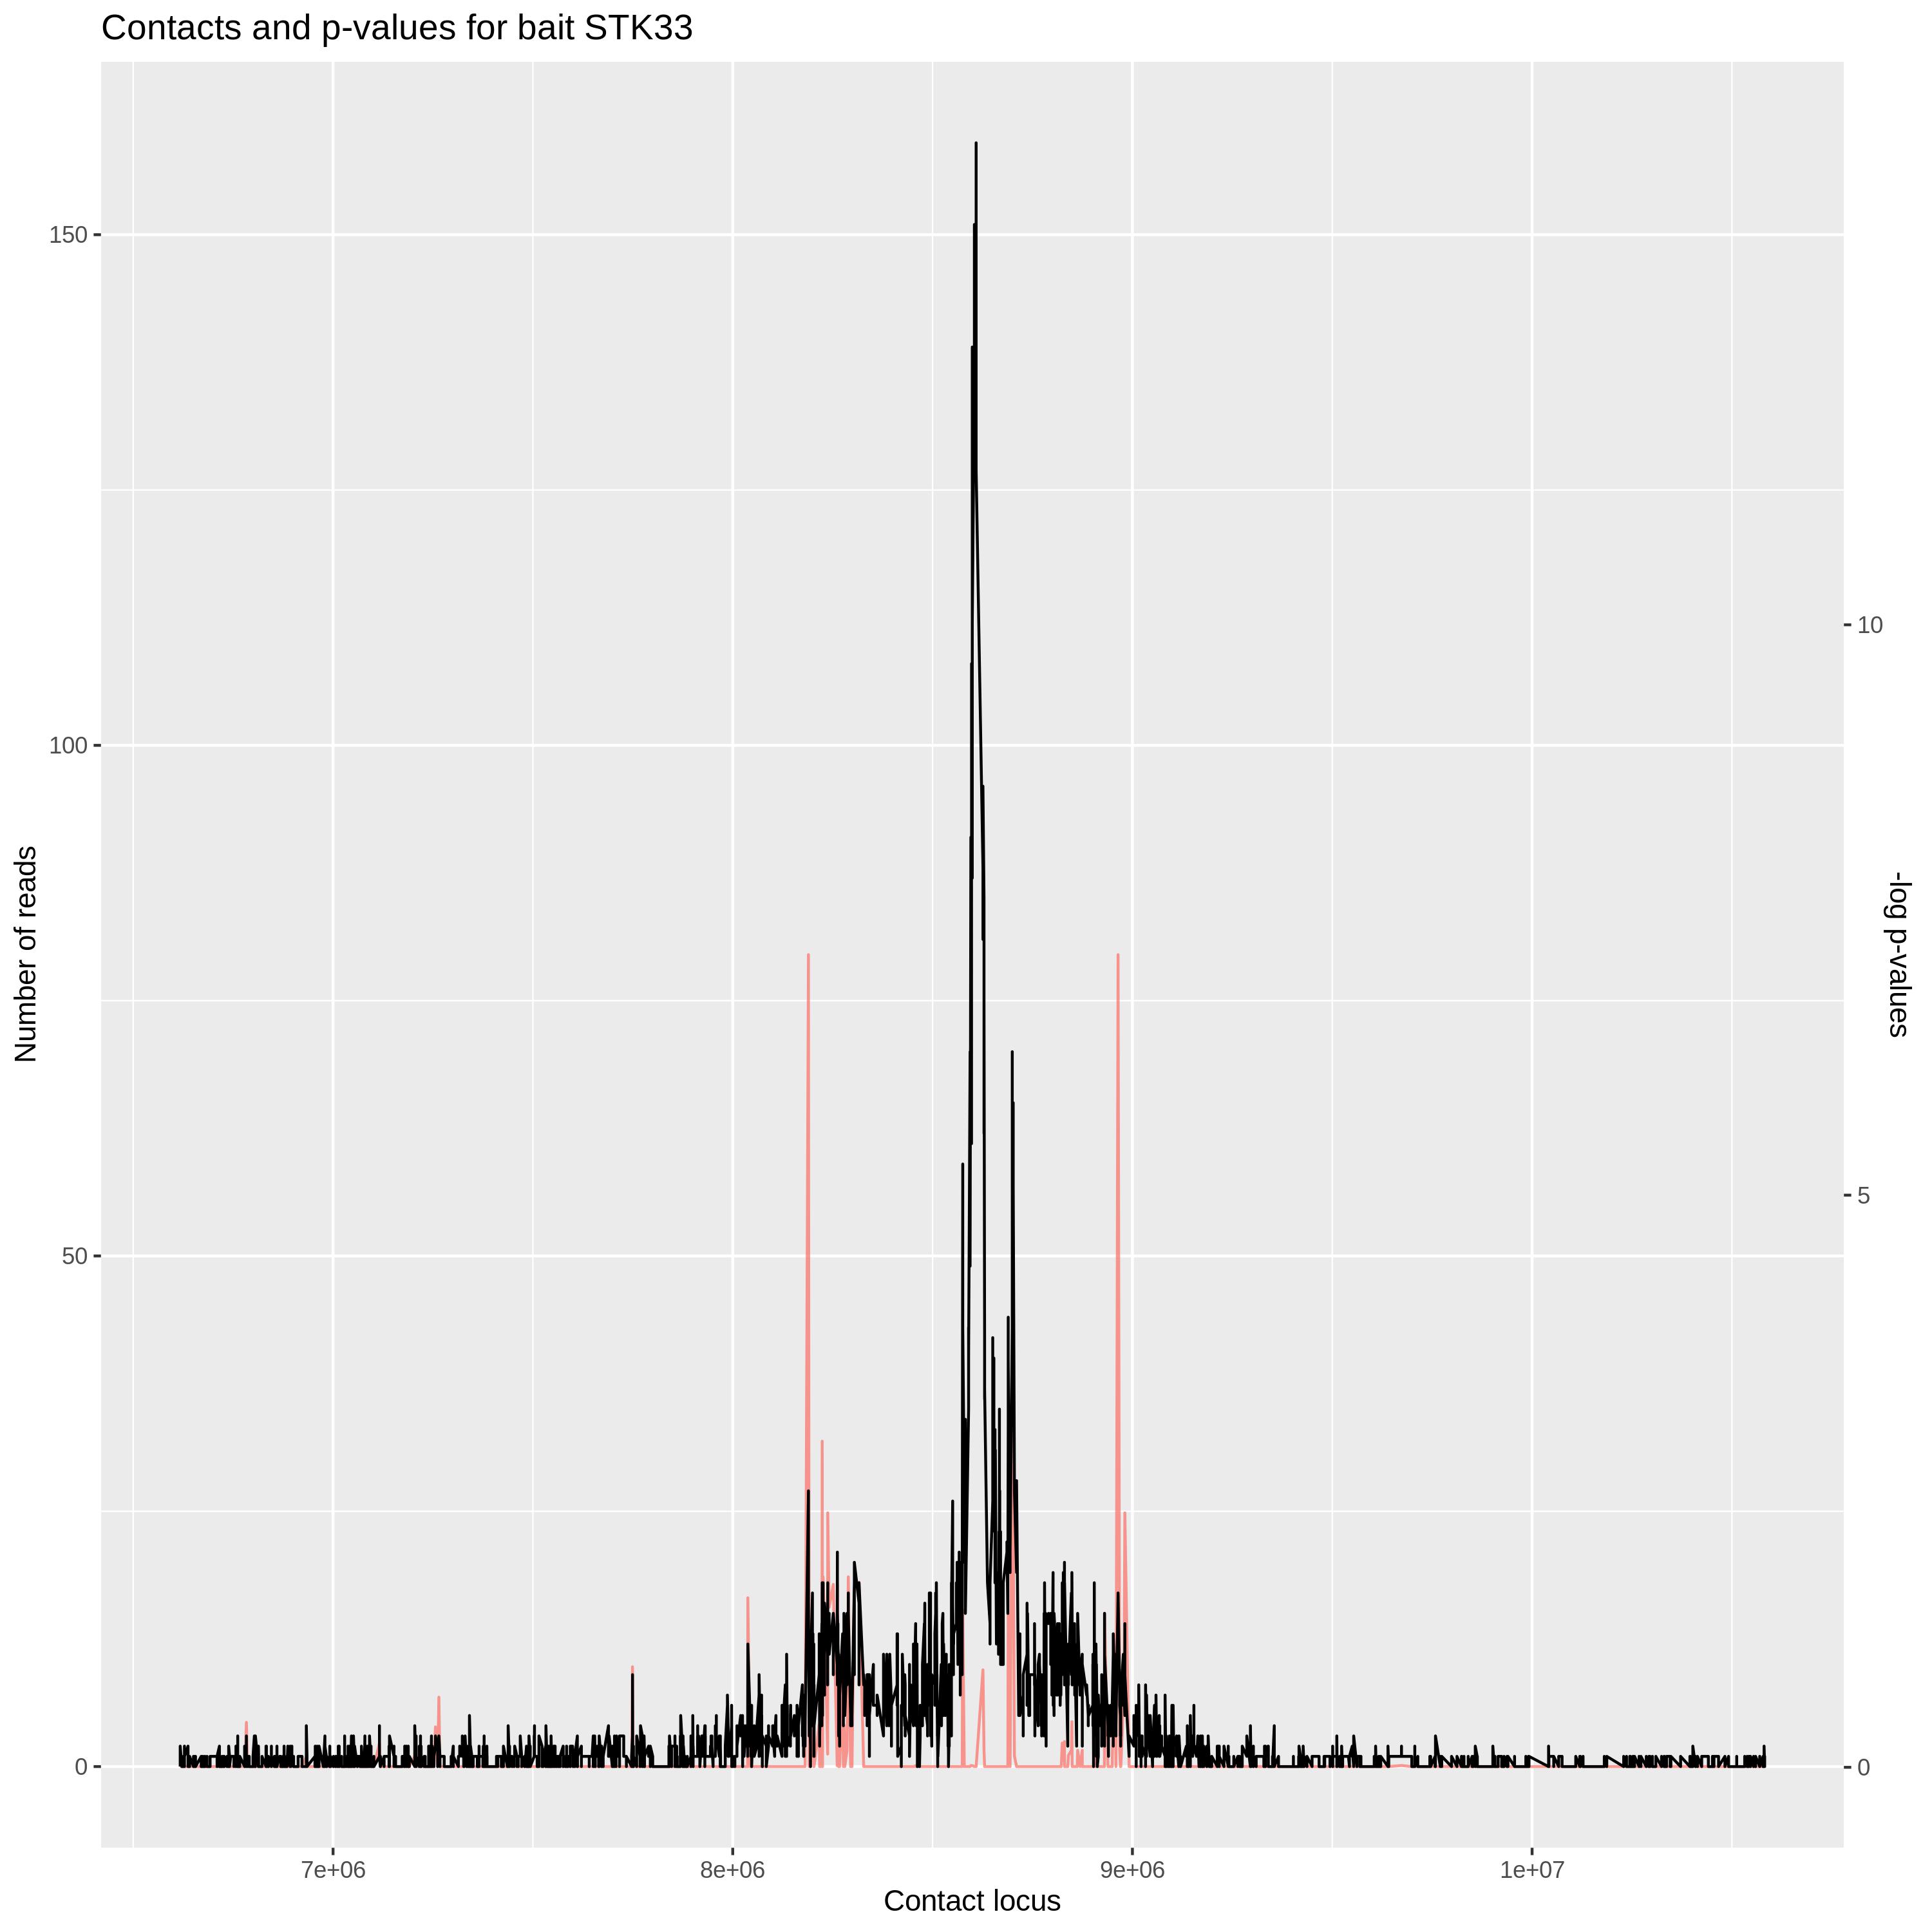 Contacts and p-values for bait STK33
150
100
50
0
Number of reads
10
5
0
-log p-values
7e+06
8e+06
9e+06
1e+07
Contact locus